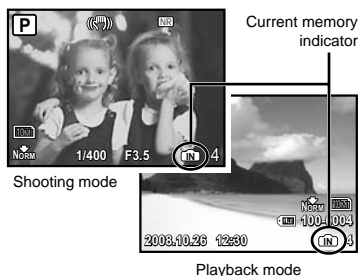 Current memory
indicator
P NR
10M
NORM 1/400 F3.5 IN 4
Shooting mode
NORM 10M
100-0004
2008.10.26 12:30 IN 4
Playback mode